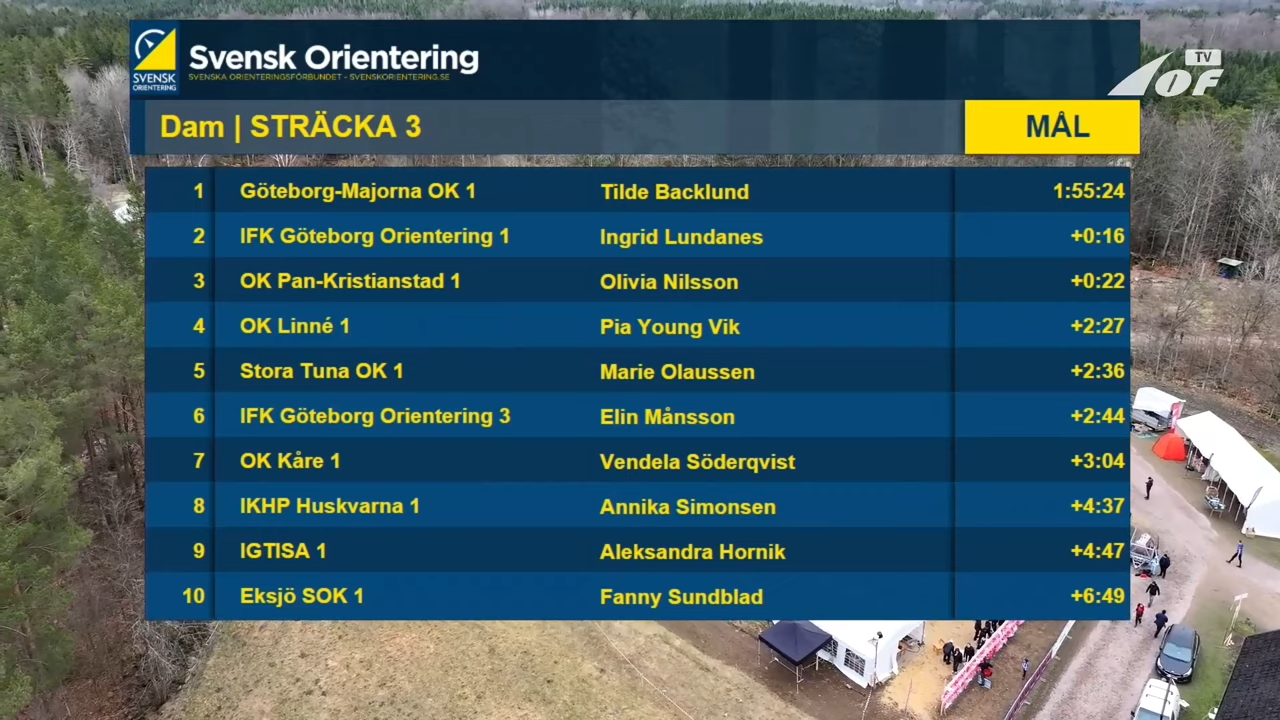 SVENSK
ORIENTERING
Svensk Orientering
SVENSKA ORIENTERINGSFÖRBUNDET - SVENSKORIENTERING.SE
TV
OF
Dam | STRÄCKA 3 MÅL
1 Göteborg-Majorna OK 1 Tilde Backlund 1:55:24
2 IFK Göteborg Orientering 1 Ingrid Lundanes +0:16
3 OK Pan-Kristianstad 1 Olivia Nilsson +0:22
4 OK Linné 1 Pia Young Vik +2:27
5 Stora Tuna OK 1 Marie Olaussen +2:36
6 IFK Göteborg Orientering 3 Elin Månsson +2:44
7 OK Kåre 1 Vendela Söderqvist +3:04
8 IKHP Huskvarna 1 Annika Simonsen +4:37
9 IGTISA 1 Aleksandra Hornik +4:47
10 Eksjö SOK 1 Fanny Sundblad +6:49